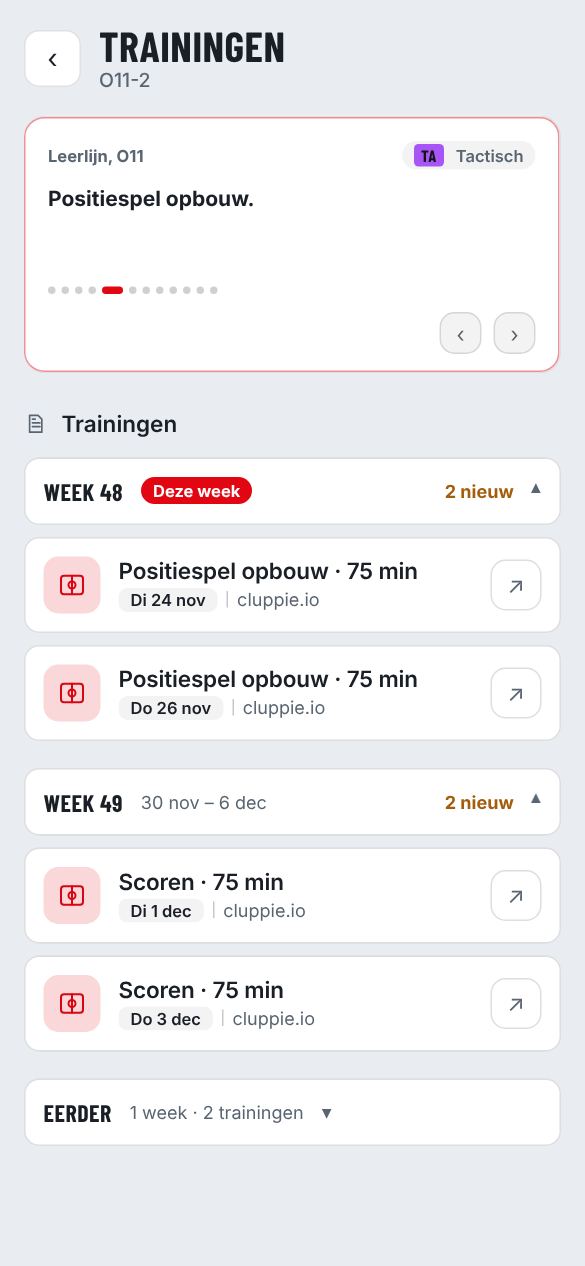 TRAININGEN
O11-2
Leerlijn, O11
TA Tactisch
Positiespel opbouw.
Trainingen
WEEK 48 Deze week 2 nieuw
Positiespel opbouw · 75 min
Di 24 nov | cluppie.io
Positiespel opbouw · 75 min
Do 26 nov | cluppie.io
WEEK 49 30 nov – 6 dec 2 nieuw
Scoren · 75 min
Di 1 dec | cluppie.io
Scoren · 75 min
Do 3 dec | cluppie.io
EERDER 1 week · 2 trainingen